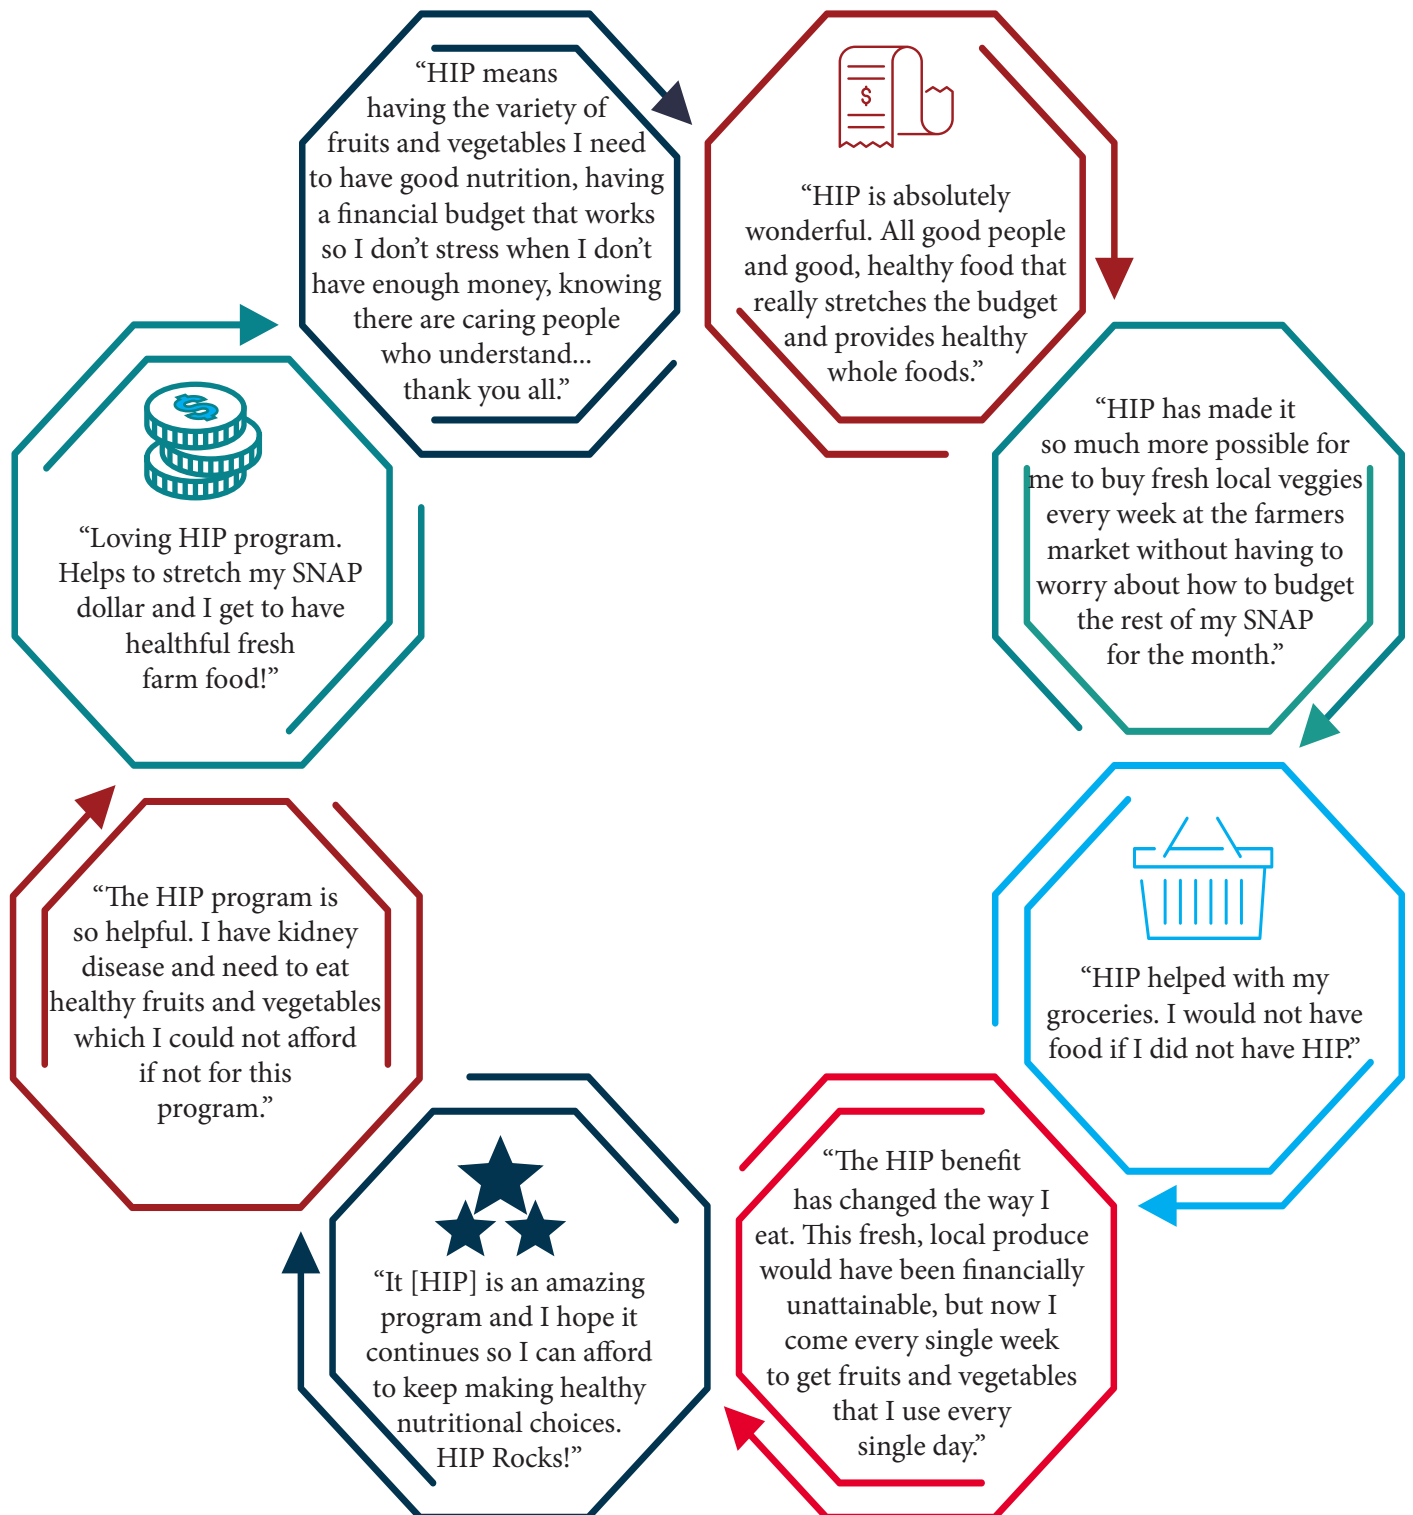 “HIP means
having the variety of
fruits and vegetables I need
to have good nutrition, having
a financial budget that works
so I don’t stress when I don’t
have enough money, knowing
there are caring people
who understand...
thank you all.”
$
“HIP is absolutely
wonderful. All good people
and good, healthy food that
really stretches the budget
and provides healthy
whole foods.”
“HIP has made it
so much more possible for
me to buy fresh local veggies
every week at the farmers
market without having to
worry about how to budget
the rest of my SNAP
for the month.”
“HIP helped with my
groceries. I would not have
food if I did not have HIP.”
“The HIP benefit
has changed the way I
eat. This fresh, local produce
would have been financially
unattainable, but now I
come every single week
to get fruits and vegetables
that I use every
single day.”
“It [HIP] is an amazing
program and I hope it
continues so I can afford
to keep making healthy
nutritional choices.
HIP Rocks!”
“The HIP program is
so helpful. I have kidney
disease and need to eat
healthy fruits and vegetables
which I could not afford
if not for this
program.”
$
“Loving HIP program.
Helps to stretch my SNAP
dollar and I get to have
healthful fresh
farm food!”